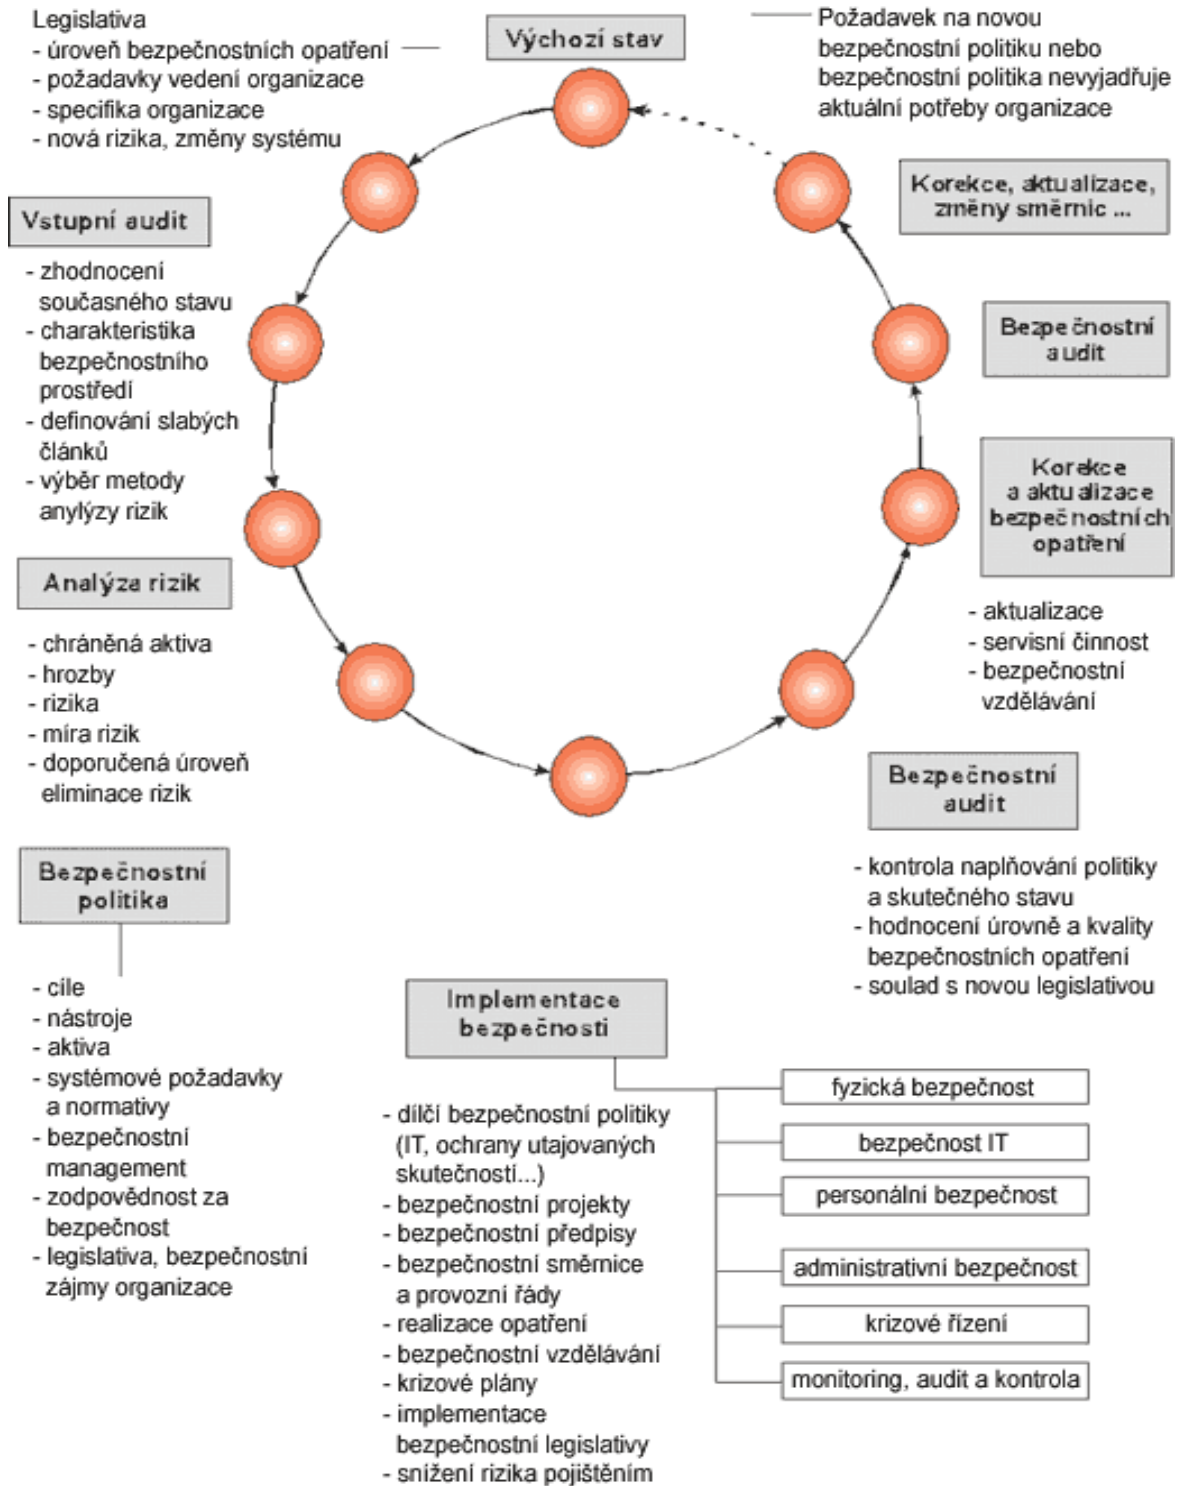 Legislativa
- úroveň bezpečnostních opatření
- požadavky vedení organizace
- specifika organizace
- nová rizika, změny systému
Výchozí stav
Požadavek na novou
bezpečnostní politiku nebo
bezpečnostní politika nevyjadřuje
aktuální potřeby organizace
Korekce, aktualizace,
změny směrnic ...
Vstupní audit
- zhodnocení
současného stavu
- charakteristika
bezpečnostního
prostředí
- definování slabých
článků
- výběr metody
anylýzy rizik
Bezpečnostní
audit
Korekce
a aktualizace
bezpečnostních
opatření
- aktualizace
- servisní činnost
- bezpečnostní
vzdělávání
Analýza rizik
- chráněná aktiva
- hrozby
- rizika
- míra rizik
- doporučená úroveň
eliminace rizik
Bezpečnostní
audit
- kontrola naplňování politiky
a skutečného stavu
- hodnocení úrovně a kvality
bezpečnostních opatření
- soulad s novou legislativou
Bezpečnostní
politika
- cíle
- nástroje
- aktiva
- systémové požadavky
a normativy
- bezpečnostní
management
- zodpovědnost za
bezpečnost
- legislativa, bezpečnostní
zájmy organizace
Implementace
bezpečnosti
- dílčí bezpečnostní politiky
(IT, ochrany utajovaných
skutečností...)
- bezpečnostní projekty
- bezpečnostní předpisy
- bezpečnostní směrnice
a provozní řády
- realizace opatření
- bezpečnostní vzdělávání
- krizové plány
- implementace
bezpečnostní legislativy
- snížení rizika pojištěním
fyzická bezpečnost
bezpečnost IT
personální bezpečnost
administrativní bezpečnost
krizové řízení
monitoring, audit a kontrola